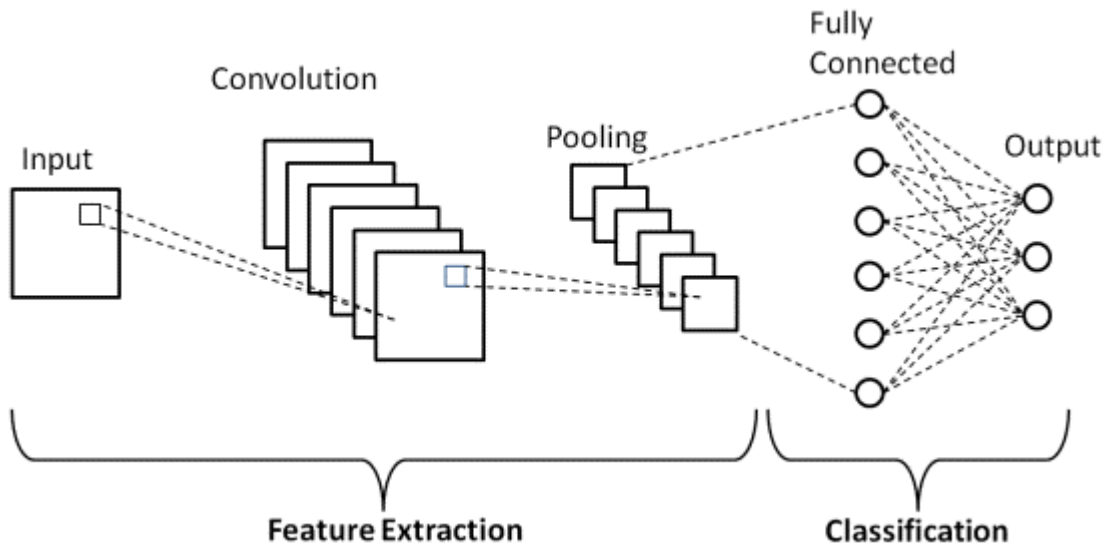 Input
Convolution
Pooling
Fully
Connected
Output
Feature Extraction
Classification